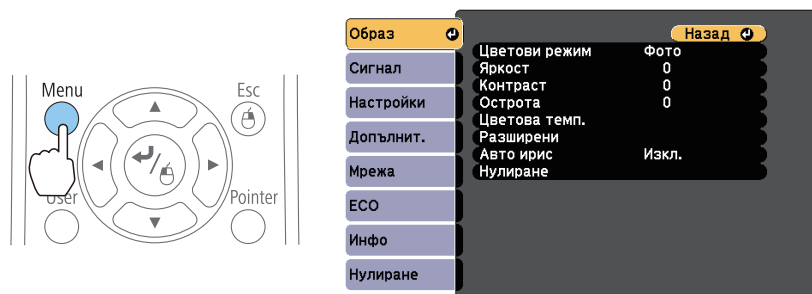 Menu
Esc
User
Pointer
Образ
Сигнал
Настройки
Допълнит.
Мрежа
ECO
Инфо
Нулиране
Назад
Цветови режим Фото
Яркост 0
Контраст 0
Острота 0
Цветова темп.
Разширени
Авто ирис Изкл.
Нулиране